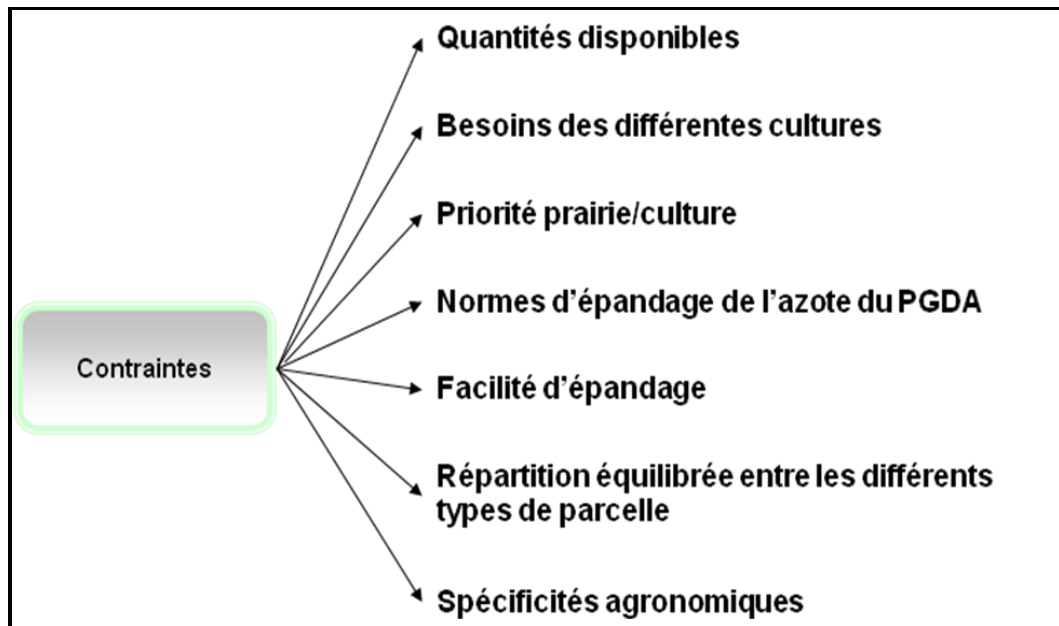 Quantités disponibles
Besoins des différentes cultures
Priorité prairie/culture
Normes d’épandage de l’azote du PGDA
Contraintes
Facilité d’épandage
Répartition équilibrée entre les différents
types de parcelle
Spécificités agronomiques